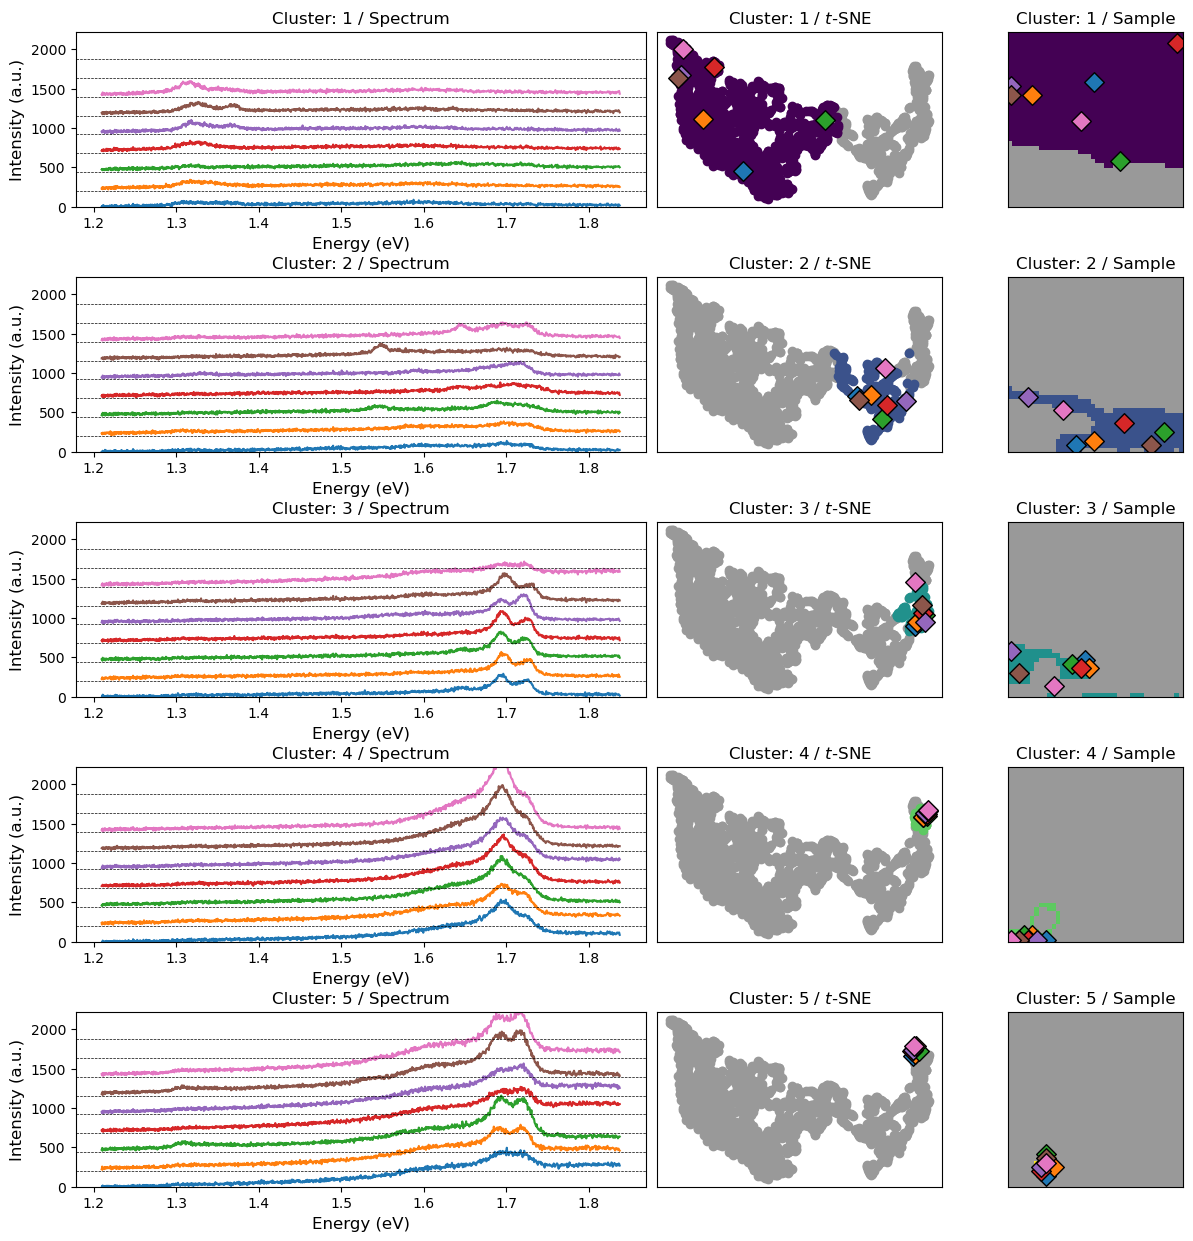 Cluster: 1 / Spectrum
Cluster: 1 / t-SNE
Cluster: 1 / Sample
Intensity (a.u.)
2000
1500
1000
500
0
1.2 1.3 1.4 1.5 1.6 1.7 1.8
Energy (eV)
Cluster: 2 / Spectrum
Cluster: 2 / t-SNE
Cluster: 2 / Sample
Intensity (a.u.)
2000
1500
1000
500
0
1.2 1.3 1.4 1.5 1.6 1.7 1.8
Energy (eV)
Cluster: 3 / Spectrum
Cluster: 3 / t-SNE
Cluster: 3 / Sample
Intensity (a.u.)
2000
1500
1000
500
0
1.2 1.3 1.4 1.5 1.6 1.7 1.8
Energy (eV)
Cluster: 4 / Spectrum
Cluster: 4 / t-SNE
Cluster: 4 / Sample
Intensity (a.u.)
2000
1500
1000
500
0
1.2 1.3 1.4 1.5 1.6 1.7 1.8
Energy (eV)
Cluster: 5 / Spectrum
Cluster: 5 / t-SNE
Cluster: 5 / Sample
Intensity (a.u.)
2000
1500
1000
500
0
1.2 1.3 1.4 1.5 1.6 1.7 1.8
Energy (eV)